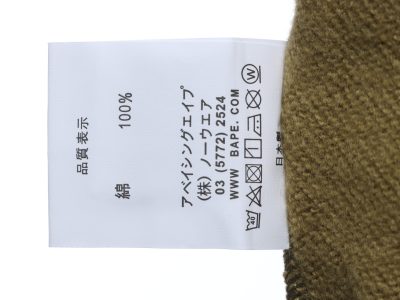 品質表示
綿 100%
アベイシングエイプ
(株) ノーウエア
03 (5772) 2524
WWW BAPE. COM
40
W
日本製